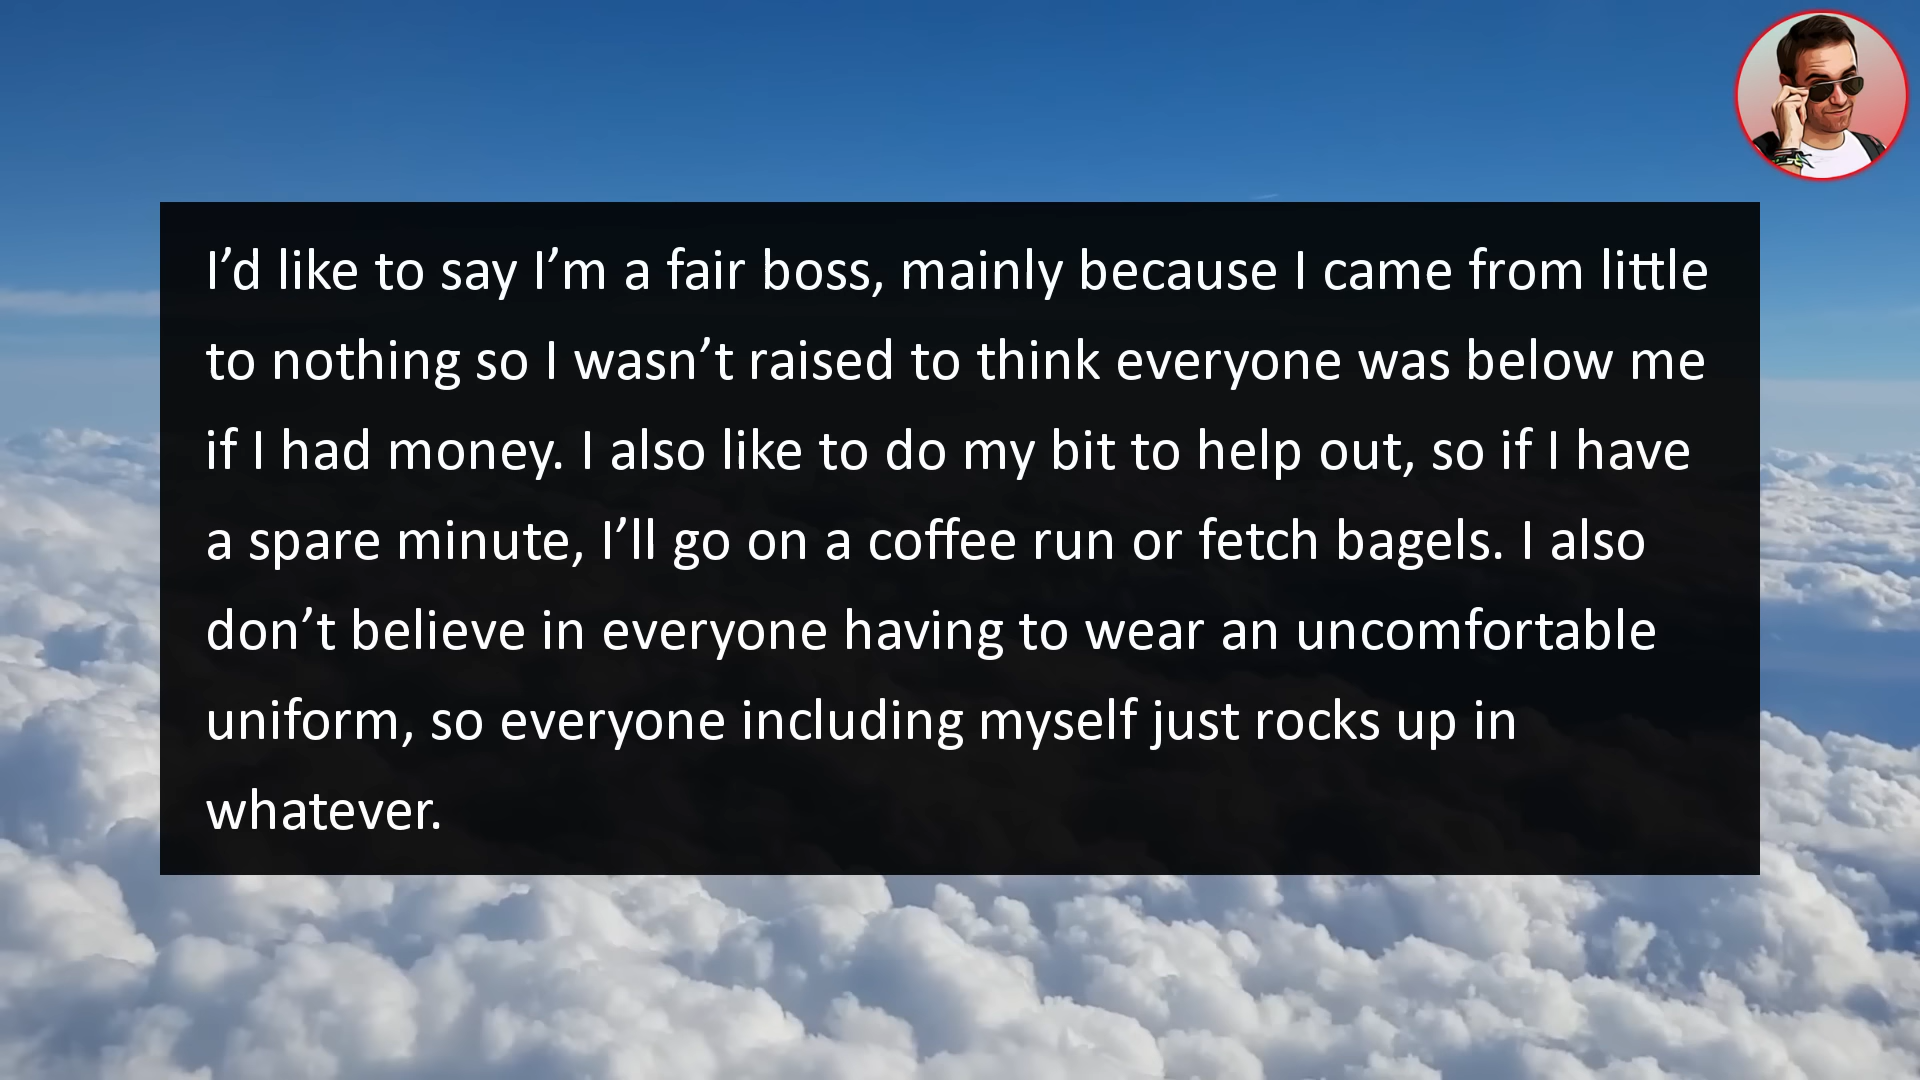 I’d like to say I’m a fair boss, mainly because I came from little
to nothing so I wasn’t raised to think everyone was below me
if I had money. I also like to do my bit to help out, so if I have
a spare minute, I’ll go on a coffee run or fetch bagels. I also
don’t believe in everyone having to wear an uncomfortable
uniform, so everyone including myself just rocks up in
whatever.